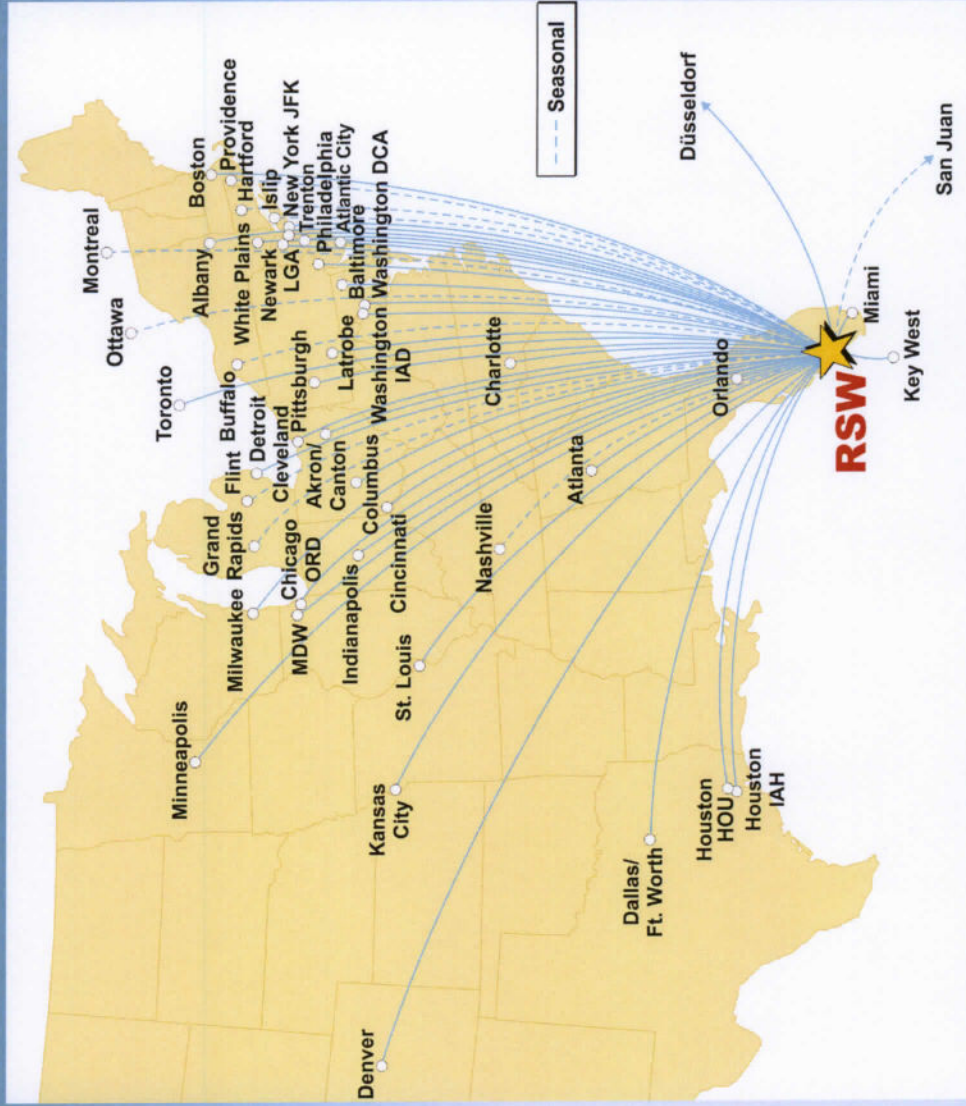 Montreal
Ottawa
Toronto
Boston
Providence
Hartford
Islip
New York JFK
Trenton
Philadelphia
Atlantic City
Albany
White Plains
Newark
LGA
Baltimore
Washington DCA
Buffalo
Pittsburgh
Latrobe
Washington
IAD
Flint
Detroit
Cleveland
Akron/
Canton
Columbus
Cincinnati
Grand
Rapids
Milwaukee
Chicago
ORD
MDW
Indianapolis
Minneapolis
St. Louis
Kansas
City
Denver
Nashville
Charlotte
Atlanta
Dallas/
Ft. Worth
Houston
HOU
Houston
IAH
Orlando
RSW
Miami
Key West
Düsseldorf
San Juan
Seasonal